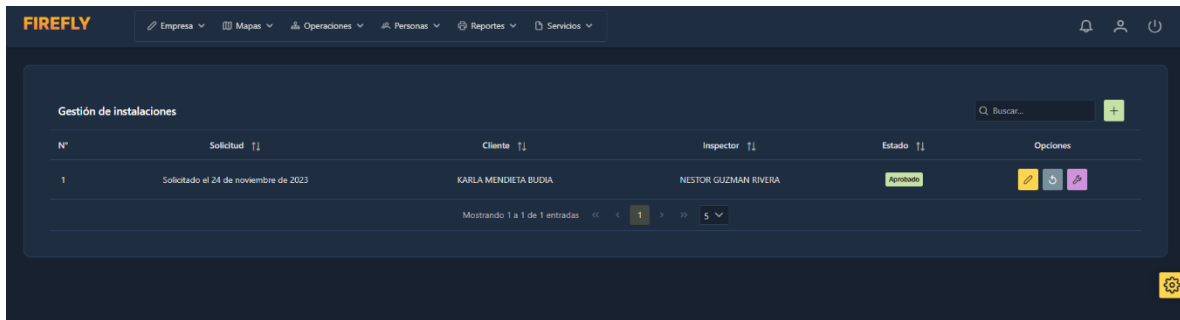 FIREFLY Empresa Mapas Operaciones Personas Reportes Servicios
Gestión de instalaciones Buscar...
N° Solicitud Cliente Inspector Estado Opciones
1 Solicitado el 24 de noviembre de 2023 KARLA MENDIETA BUDIA NESTOR GUZMAN RIVERA Aprobado
Mostrando 1 a 1 de 1 entradas << < 1 > >> 5